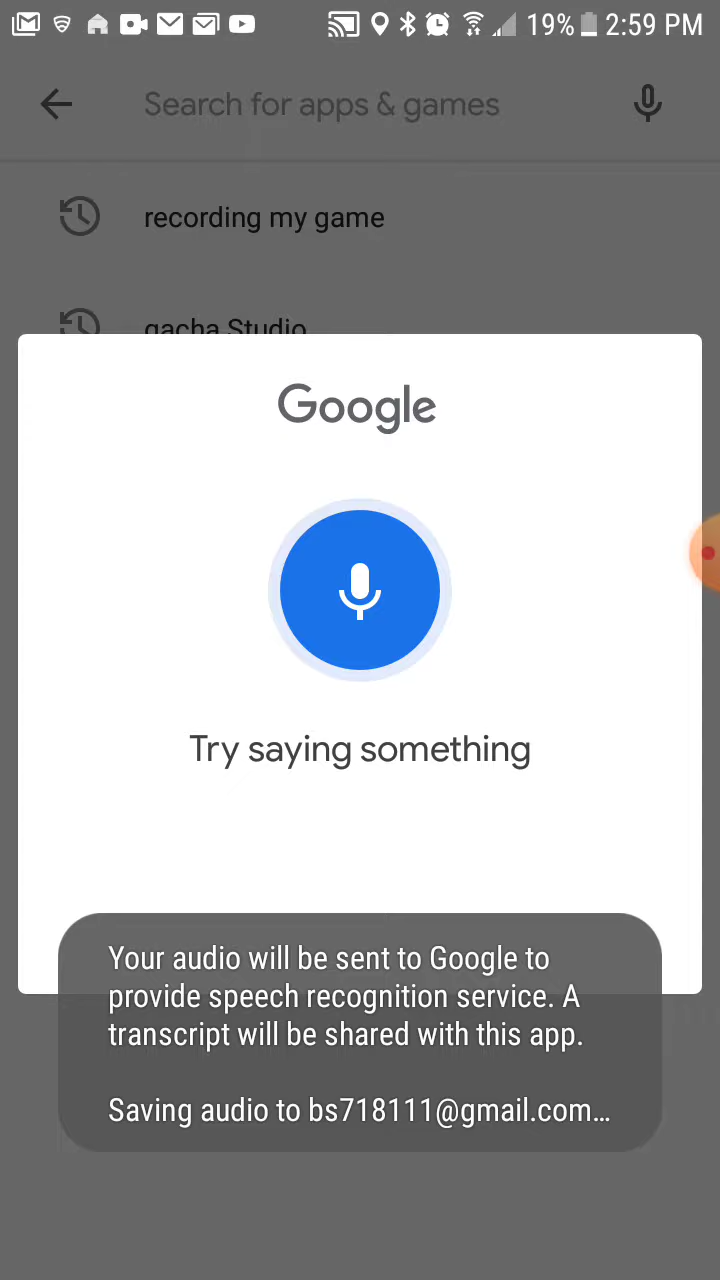 19% 2:59 PM
Search for apps & games
recording my game
gacha Studio
Google
Try saying something
Your audio will be sent to Google to
provide speech recognition service. A
transcript will be shared with this app.
Saving audio to bs718111@gmail.com…